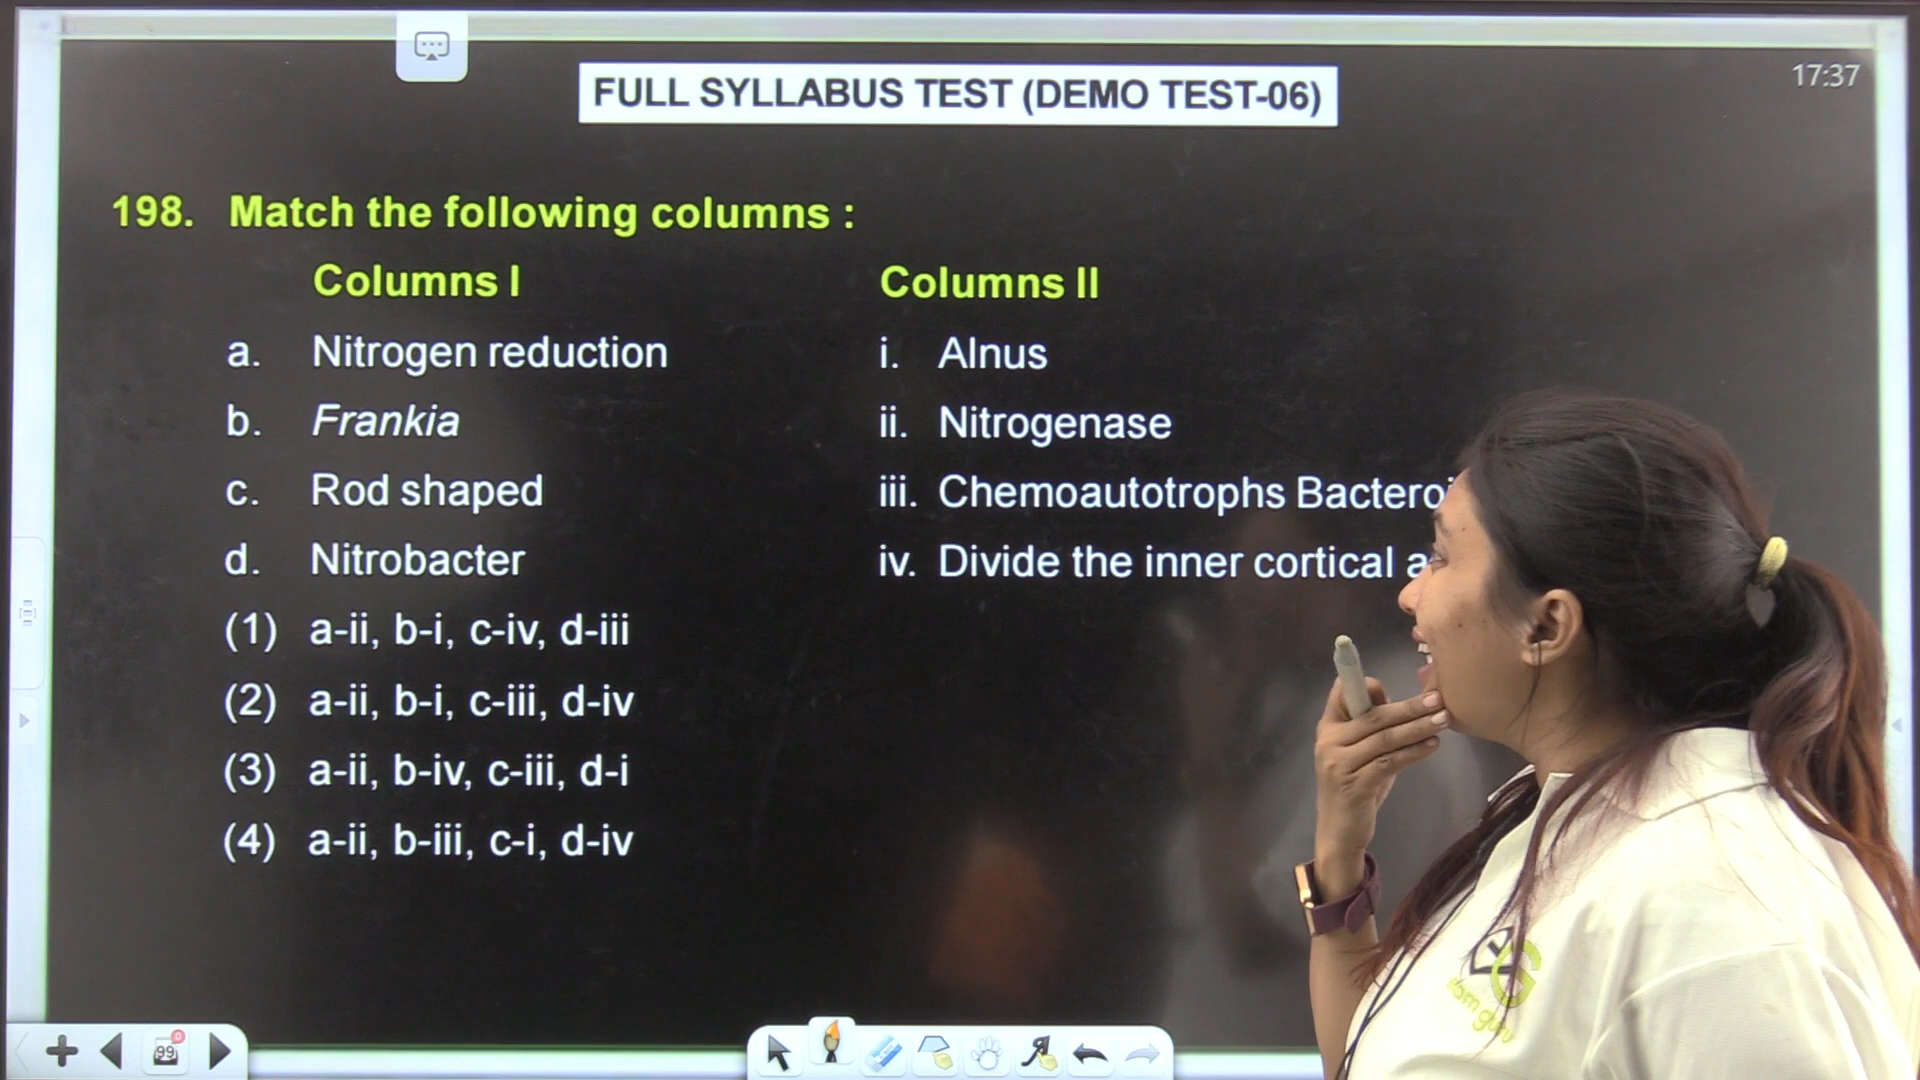 17:37
FULL SYLLABUS TEST (DEMO TEST-06)
198. Match the following columns :
Columns I Columns II
a. Nitrogen reduction i. Alnus
b. Frankia ii. Nitrogenase
c. Rod shaped iii. Chemoautotrophs
d. Nitrobacter iv. Divide the inner cortical
(1) a-ii, b-i, c-iv, d-iii
(2) a-ii, b-i, c-iii, d-iv
(3) a-ii, b-iv, c-iii, d-i
(4) a-ii, b-iii, c-i, d-iv
99
0